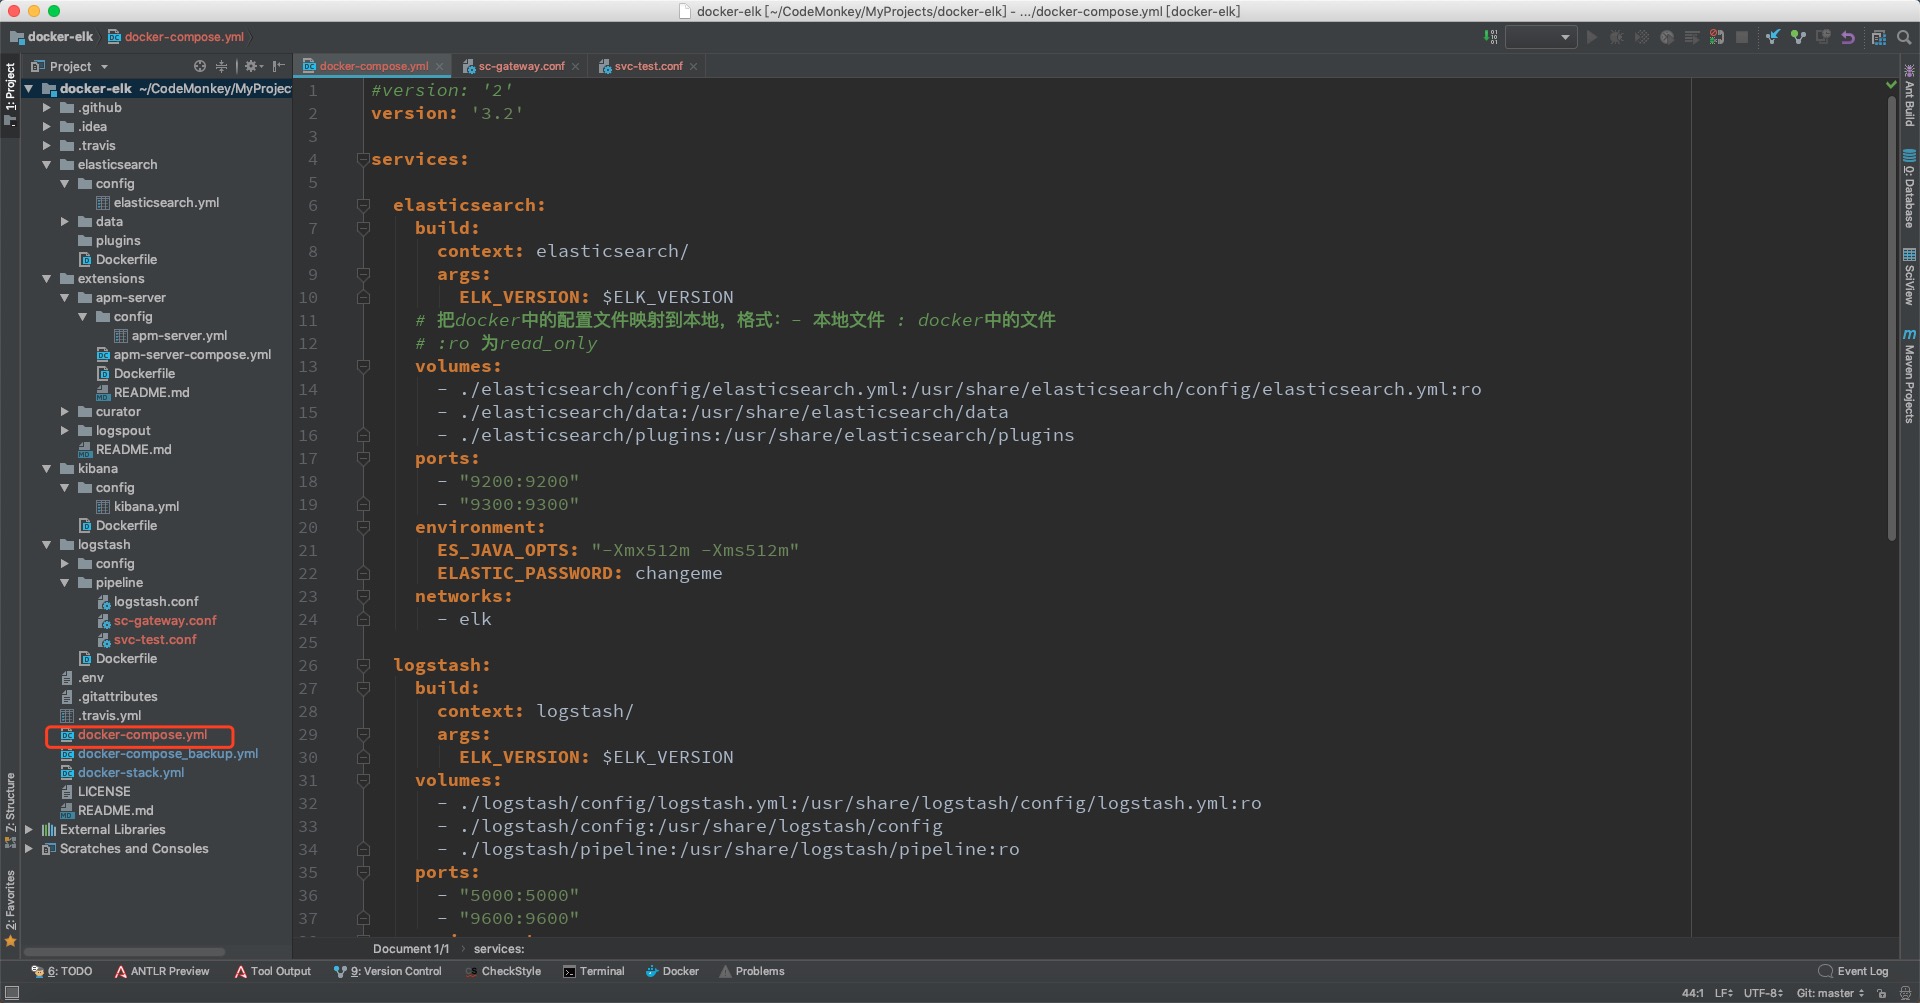 docker-elk [~/CodeMonkey/MyProjects/docker-elk] - .../docker-compose.yml [docker-elk]
docker-elk
docker-compose.yml
Project
docker-compose.yml
sc-gateway.conf
svc-test.conf
1: Project
docker-elk ~/CodeMonkey/MyProjec
.github
.idea
.travis
elasticsearch
config
elasticsearch.yml
data
plugins
Dockerfile
extensions
apm-server
config
apm-server.yml
apm-server-compose.yml
Dockerfile
README.md
curator
logspout
README.md
kibana
config
kibana.yml
Dockerfile
logstash
config
pipeline
logstash.conf
sc-gateway.conf
svc-test.conf
Dockerfile
.env
.gitattributes
.travis.yml
docker-compose.yml
docker-compose_backup.yml
docker-stack.yml
LICENSE
README.md
External Libraries
Scratches and Consoles
7: Structure
2: Favorites
1 #version: '2'
2 version: '3.2'
3
4 services:
5
6 elasticsearch:
7 build:
8 context: elasticsearch/
9 args:
10 ELK_VERSION: $ELK_VERSION
11 # 把docker中的配置文件映射到本地，格式：- 本地文件 : docker中的文件
12 # :ro 为read_only
13 volumes:
14 - ./elasticsearch/config/elasticsearch.yml:/usr/share/elasticsearch/config/elasticsearch.yml:ro
15 - ./elasticsearch/data:/usr/share/elasticsearch/data
16 - ./elasticsearch/plugins:/usr/share/elasticsearch/plugins
17 ports:
18 - "9200:9200"
19 - "9300:9300"
20 environment:
21 ES_JAVA_OPTS: "-Xmx512m -Xms512m"
22 ELASTIC_PASSWORD: changeme
23 networks:
24 - elk
25
26 logstash:
27 build:
28 context: logstash/
29 args:
30 ELK_VERSION: $ELK_VERSION
31 volumes:
32 - ./logstash/config/logstash.yml:/usr/share/logstash/config/logstash.yml:ro
33 - ./logstash/config:/usr/share/logstash/config
34 - ./logstash/pipeline:/usr/share/logstash/pipeline:ro
35 ports:
36 - "5000:5000"
37 - "9600:9600"
Ant Build
Database
SciView
Maven Projects
Document 1/1 services:
6: TODO
ANTLR Preview
Tool Output
9: Version Control
CheckStyle
Terminal
Docker
Problems
Event Log
44:1 LF UTF-8 Git: master